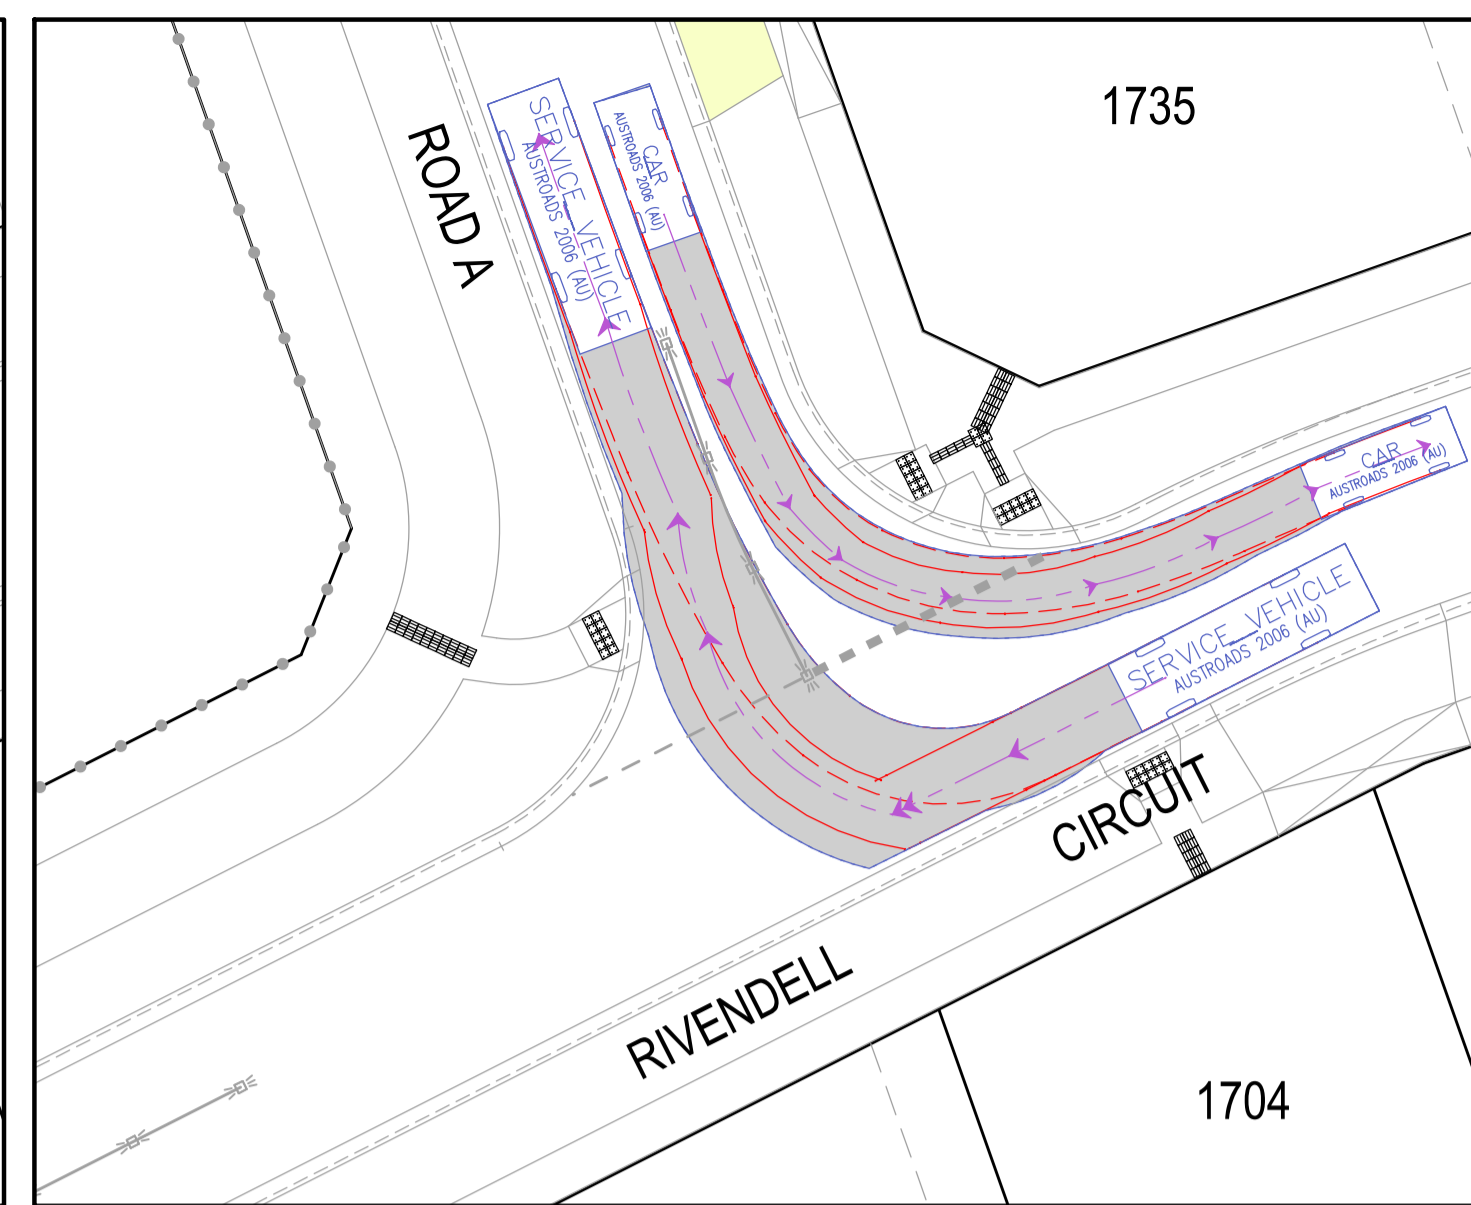 1735
ROAD A
SERVICE VEHICLE
AUSTROADS 2006 (AU)
CAR
AUSTROADS 2006 (AU)
CAR
AUSTROADS 2006 (AU)
SERVICE VEHICLE
AUSTROADS 2006 (AU)
RIVENDELL CIRCUIT
1704